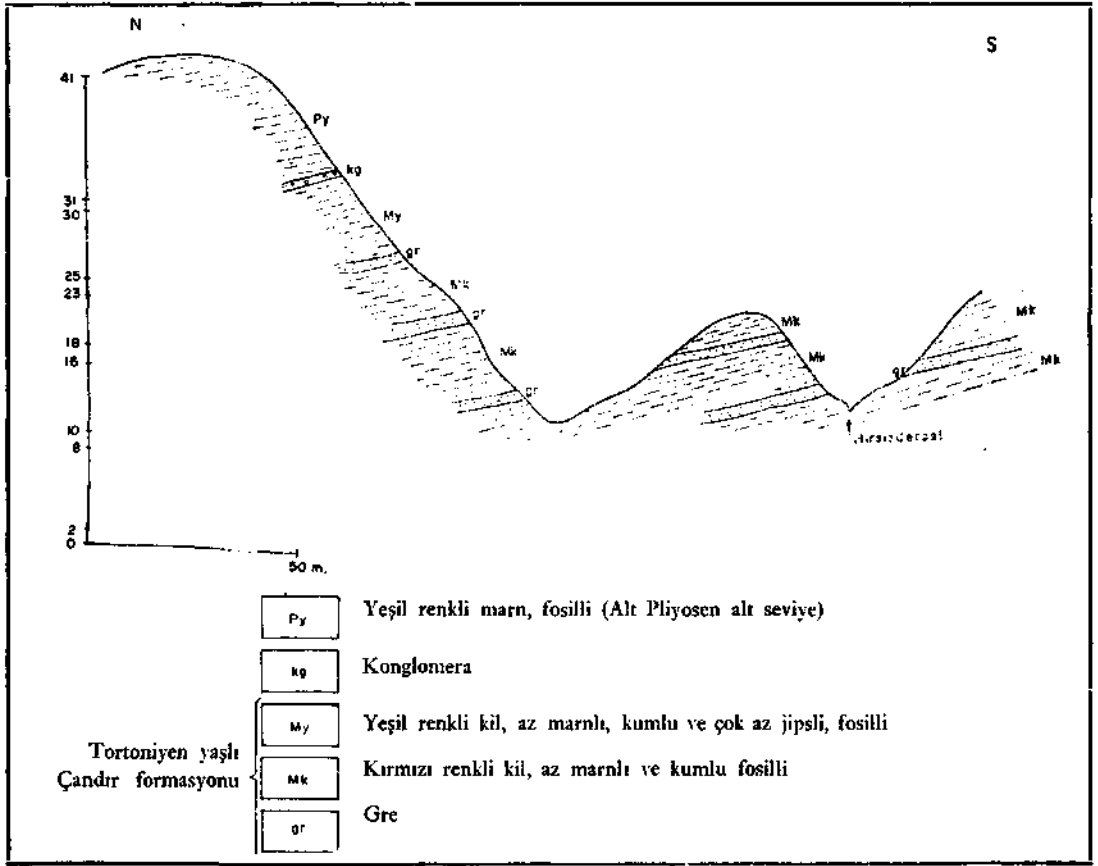 N
S
41
31
30
25
23
18
16
10
8
2
0
50 m.
Py
kg
My
gr
Mk
gr
Mk
gr
Mk
Mk
gr
Mk
Mk
Py Yeşil renkli marn, fosilli (Alt Pliyosen alt seviye)
kg Konglomera
My Yeşil renkli kil, az marnlı, kumlu ve çok az jipsli, fosilli
Tortoniyen yaşlı
Çandır formasyonu
Mk Kırmızı renkli kil, az marnlı ve kumlu fosilli
gr Gre